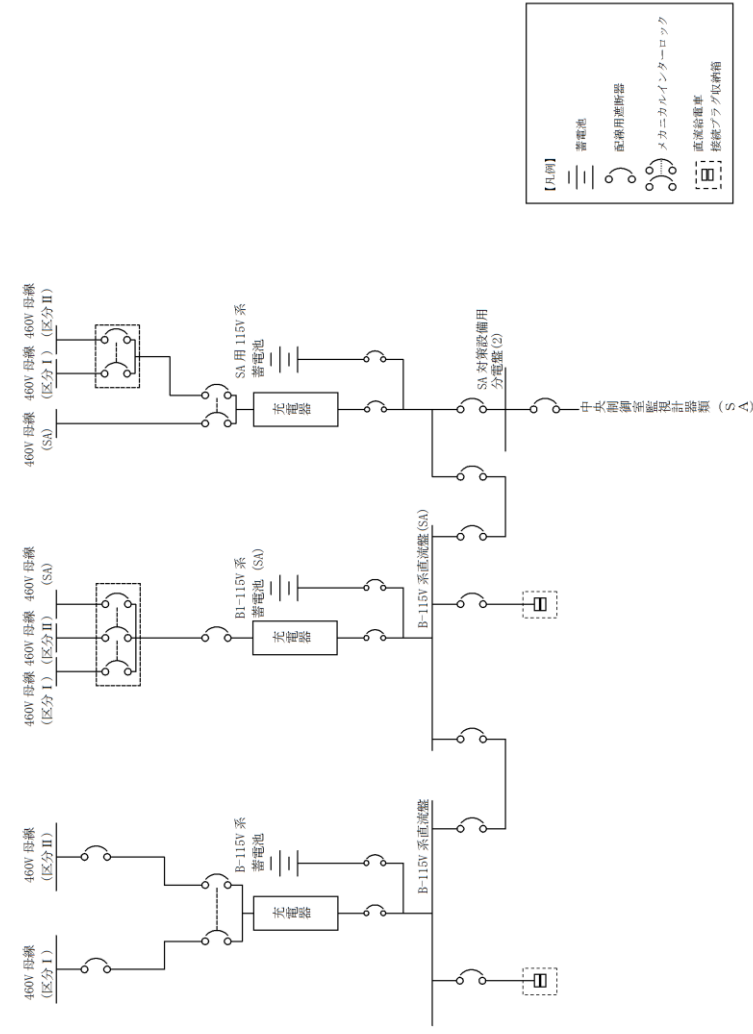 【凡例】
蓄電池
配線用遮断器
メカニカルインターロック
直流給電車
接続プラグ収納箱
460V 母線
(区分Ⅰ)
460V 母線
(区分Ⅱ)
B-115V 系
蓄電池
充電器
B-115V 系直流盤
460V 母線
(区分Ⅰ)
460V 母線
(区分Ⅱ)
460V 母線
(SA)
B1-115V 系
蓄電池 (SA)
充電器
B-115V 系直流盤(SA)
460V 母線
(SA)
460V 母線
(区分Ⅰ)
460V 母線
(区分Ⅱ)
SA 用 115V 系
蓄電池
充電器
SA 対策設備用
分電盤(2)
中央制御室監視計器類（ＳＡ）